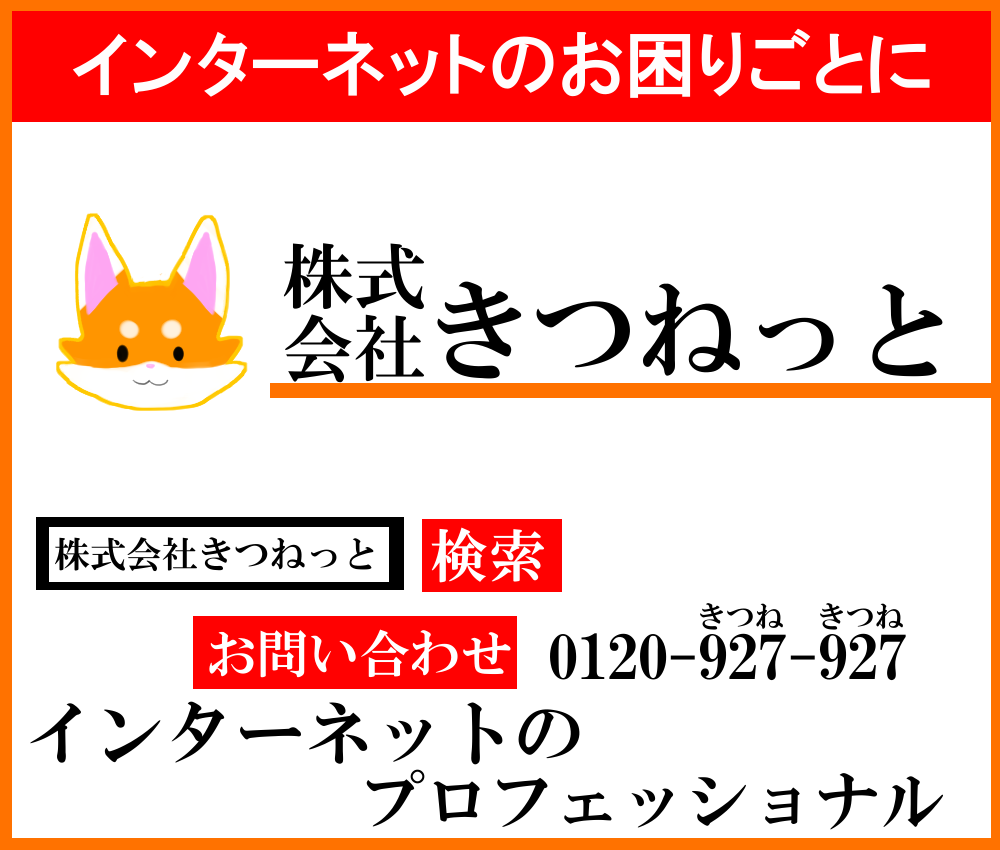 インターネットのお困りごとに
株式
会社
きつねっと
株式会社きつねっと
検索
きつね きつね
お問い合わせ 0120-927-927
インターネットの
プロフェッショナル